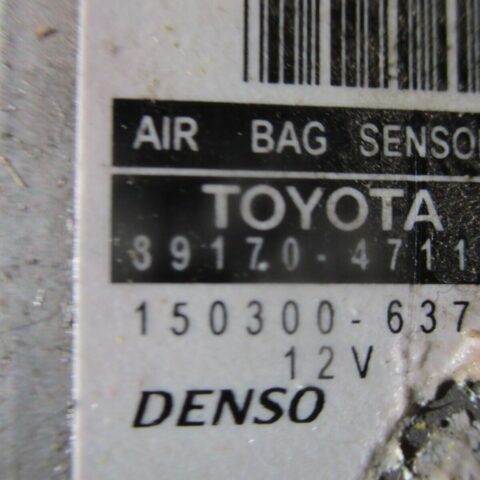 AIR BAG SENSO
TOYOTA
89170-4711
150300-637
12V
DENSO